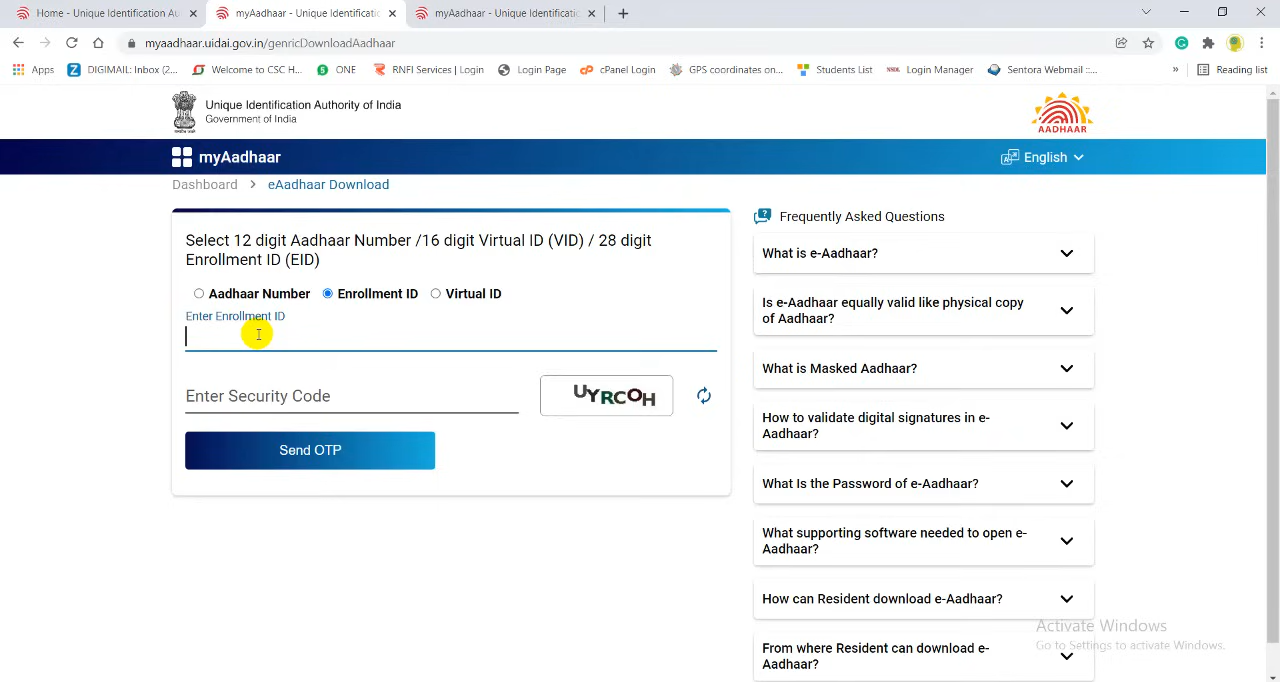 Home - Unique Identification Au
myAadhaar - Unique Identificatic
myAadhaar - Unique Identificatic
myaadhaar.uidai.gov.in/genricDownloadAadhaar
Apps
DIGIMAIL: Inbox (2...
Welcome to CSC H...
ONE
RNFI Services | Login
Login Page
cPanel Login
GPS coordinates on...
Students List
NSDL
Login Manager
Sentora Webmail ::...
»
Reading list
Unique Identification Authority of India
Government of India
AADHAAR
myAadhaar
English
Dashboard > eAadhaar Download
Select 12 digit Aadhaar Number /16 digit Virtual ID (VID) / 28 digit
Enrollment ID (EID)
Aadhaar Number
Enrollment ID
Virtual ID
Enter Enrollment ID
Enter Security Code
UYRCOH
Send OTP
Frequently Asked Questions
What is e-Aadhaar?
Is e-Aadhaar equally valid like physical copy
of Aadhaar?
What is Masked Aadhaar?
How to validate digital signatures in e-
Aadhaar?
What Is the Password of e-Aadhaar?
What supporting software needed to open e-
Aadhaar?
How can Resident download e-Aadhaar?
From where Resident can download e-
Aadhaar?
Activate Windows
Go to Settings to activate Windows.